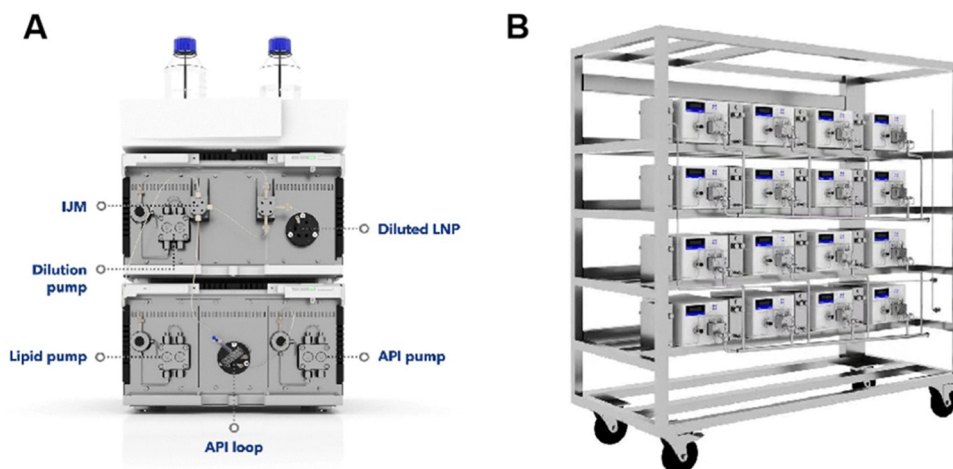 A
B
IJM
Diluted LNP
Dilution
pump
Lipid pump
API pump
API loop